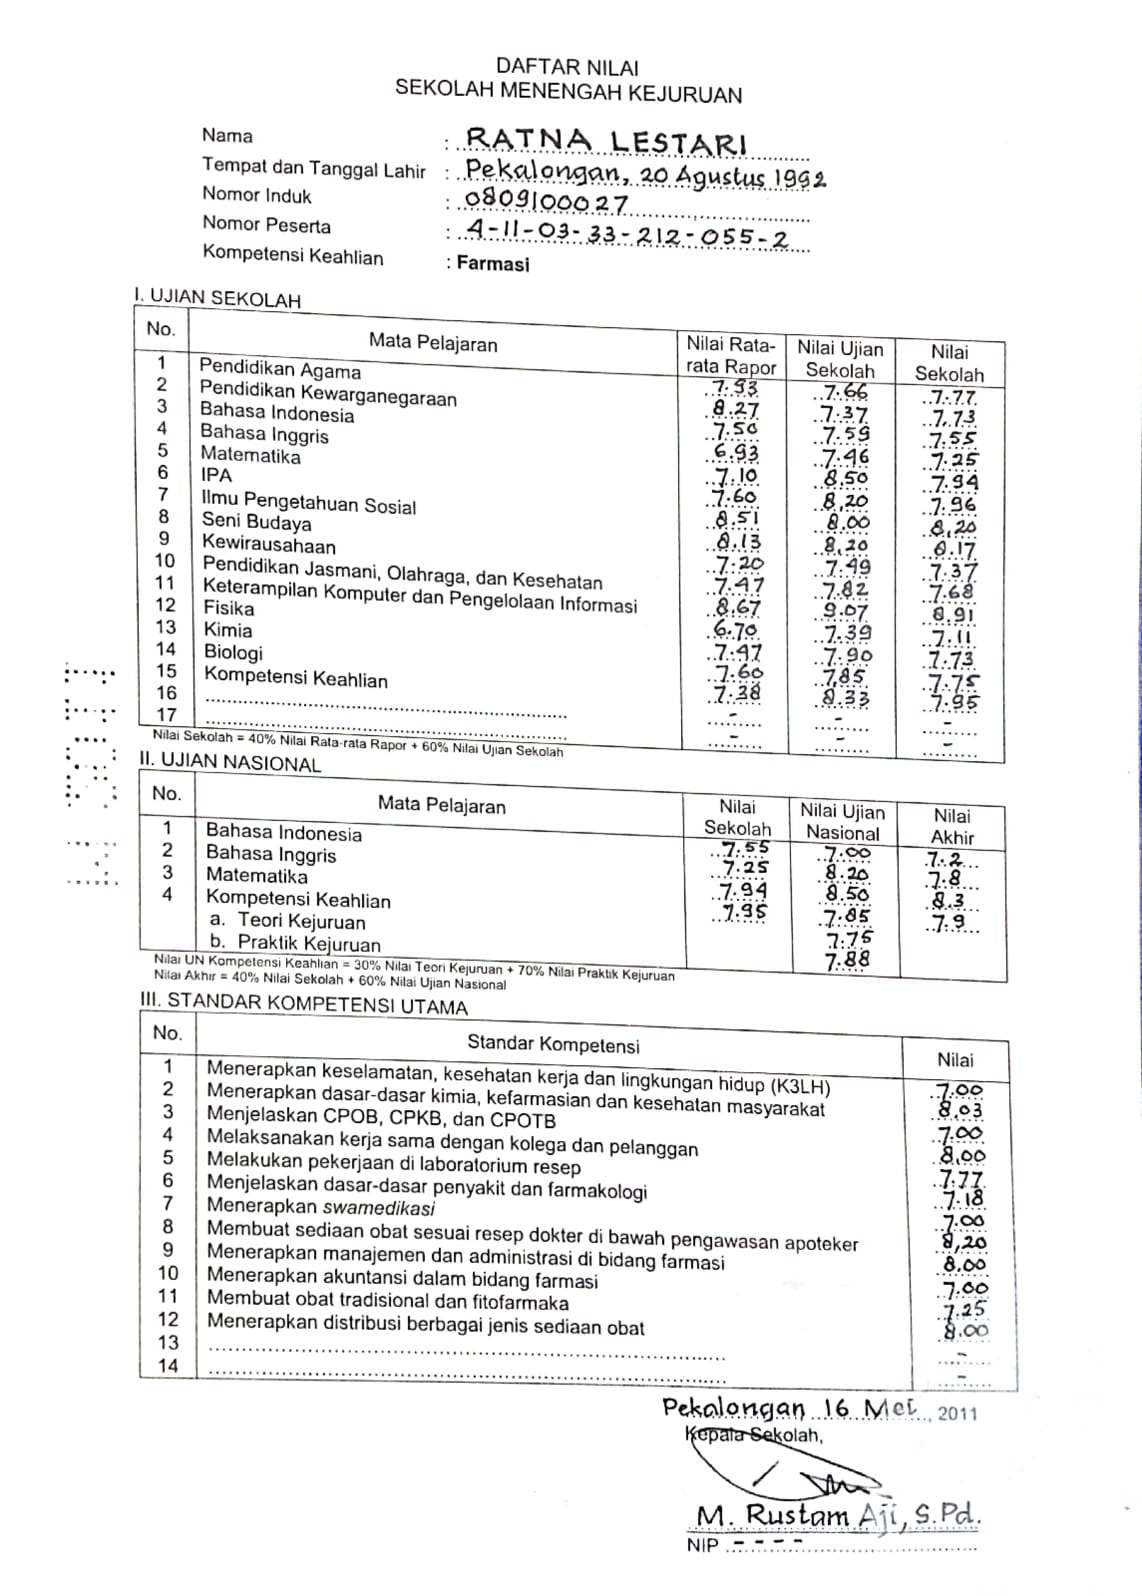 DAFTAR NILAI
SEKOLAH MENENGAH KEJURUAN
Nama : RATNA LESTARI
Tempat dan Tanggal Lahir : Pekalongan, 20 Agustus 1992
Nomor Induk : 0809100027
Nomor Peserta : 4-11-03-33-212-055-2
Kompetensi Keahlian : Farmasi
I. UJIAN SEKOLAH
No. Mata Pelajaran Nilai Rata-rata Rapor Nilai Ujian Sekolah Nilai Sekolah
1 Pendidikan Agama 7.93 7.66 7.77
2 Pendidikan Kewarganegaraan 8.27 7.37 7.73
3 Bahasa Indonesia 7.50 7.59 7.55
4 Bahasa Inggris 6.93 7.46 7.25
5 Matematika 7.10 8,50 7.94
6 IPA 7.60 8,20 7.96
7 Ilmu Pengetahuan Sosial 8.51 8.00 8,20
8 Seni Budaya 8.13 8,20 8.17
9 Kewirausahaan 7.20 7.49 7.37
10 Pendidikan Jasmani, Olahraga, dan Kesehatan 7.47 7.82 7.68
11 Keterampilan Komputer dan Pengelolaan Informasi 8.67 9.07 8.91
12 Fisika 6.70 7.39 7.11
13 Kimia 7.47 7.90 7.73
14 Biologi 7.60 7,85 7.75
15 Kompetensi Keahlian 7.38 8.33 7.95
16 - - -
17 - - -
Nilai Sekolah = 40% Nilai Rata-rata Rapor + 60% Nilai Ujian Sekolah
II. UJIAN NASIONAL
No. Mata Pelajaran Nilai Sekolah Nilai Ujian Nasional Nilai Akhir
1 Bahasa Indonesia 7.55 7.00 7.2
2 Bahasa Inggris 7.25 8.20 7.8
3 Matematika 7.94 8.50 8.3
4 Kompetensi Keahlian 7.95 7.85 7.9
a. Teori Kejuruan 7.75
b. Praktik Kejuruan 7.88
Nilai UN Kompetensi Keahlian = 30% Nilai Teori Kejuruan + 70% Nilai Praktik Kejuruan
Nilai Akhir = 40% Nilai Sekolah + 60% Nilai Ujian Nasional
III. STANDAR KOMPETENSI UTAMA
No. Standar Kompetensi Nilai
1 Menerapkan keselamatan, kesehatan kerja dan lingkungan hidup (K3LH) 7.00
2 Menerapkan dasar-dasar kimia, kefarmasian dan kesehatan masyarakat 8,03
3 Menjelaskan CPOB, CPKB, dan CPOTB 7.00
4 Melaksanakan kerja sama dengan kolega dan pelanggan 8,00
5 Melakukan pekerjaan di laboratorium resep 7.77
6 Menjelaskan dasar-dasar penyakit dan farmakologi 7.18
7 Menerapkan swamedikasi 7.00
8 Membuat sediaan obat sesuai resep dokter di bawah pengawasan apoteker 8,20
9 Menerapkan manajemen dan administrasi di bidang farmasi 8.00
10 Menerapkan akuntansi dalam bidang farmasi 7.00
11 Membuat obat tradisional dan fitofarmaka 7.25
12 Menerapkan distribusi berbagai jenis sediaan obat 8.00
13 -
14 -
Pekalongan 16 Mei, 2011
Kepala Sekolah,
M. Rustam Aji, S.Pd.
NIP - - - -